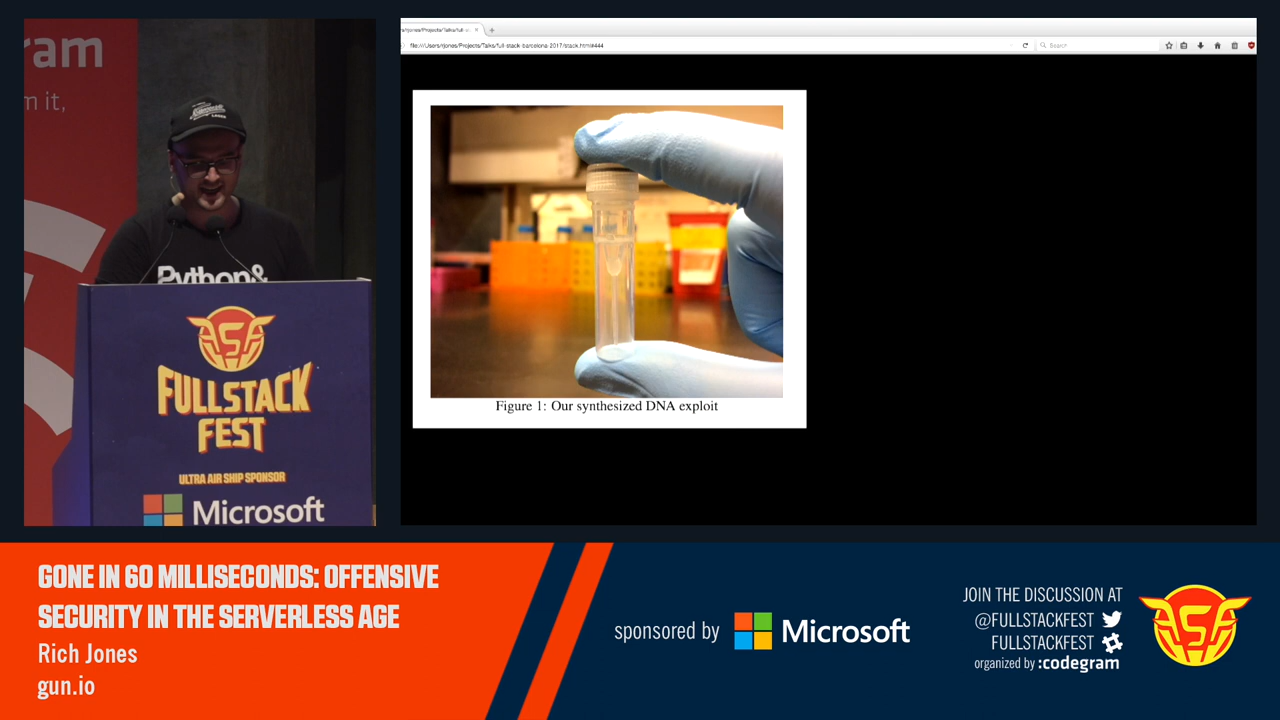 ram
m it,
Python&
FULLSTACK
FEST
ULTRA AIR SHIP SPONSOR
Microsoft
file:///Users/rjones/Projects/Talks/full-stack-barcelona-2017/stack.html#444
Search
Figure 1: Our synthesized DNA exploit
GONE IN 60 MILLISECONDS: OFFENSIVE
SECURITY IN THE SERVERLESS AGE
Rich Jones
gun.io
sponsored by Microsoft
JOIN THE DISCUSSION AT
@FULLSTACKFEST
FULLSTACKFEST
organized by :codegram